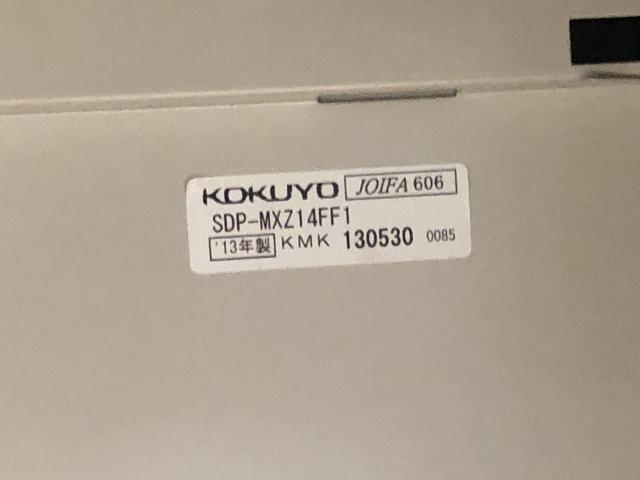 KOKUYO JOIFA 606
SDP-MXZ14FF1
'13年製 KMK 130530 0085